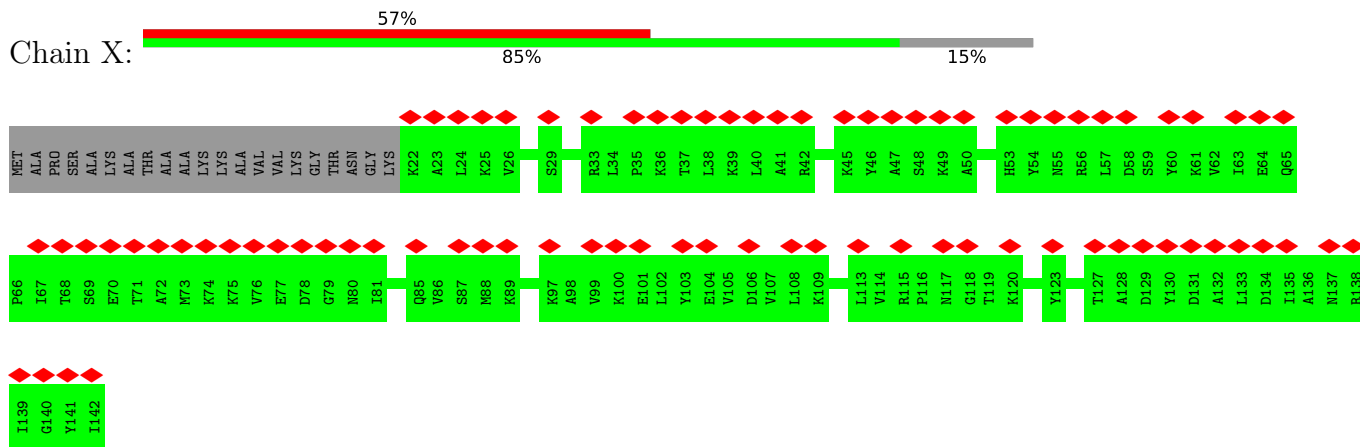 57%
Chain X:
85% 15%
MET ALA PRO SER ALA LYS ALA THR ALA ALA LYS LYS ALA VAL VAL LYS GLY THR ASN GLY LYS K22 A23 L24 K25 V26 S29 R33 L34 P35 K36 T37 L38 K39 L40 A41 R42 K45 Y46 A47 S48 K49 A50 H53 Y54 N55 R56 L57 D58 S59 Y60 K61 V62 I63 E64 Q65
P66 I67 T68 S69 E70 T71 A72 M73 K74 K75 V76 E77 D78 G79 N80 I81 Q85 V86 S87 M88 K89 K97 A98 V99 K100 E101 L102 Y103 E104 V105 D106 V107 L108 K109 L113 V114 R115 P116 N117 G118 T119 K120 Y123 T127 A128 D129 Y130 D131 A132 L133 D134 I135 A136 N137 R138
I139 G140 Y141 I142